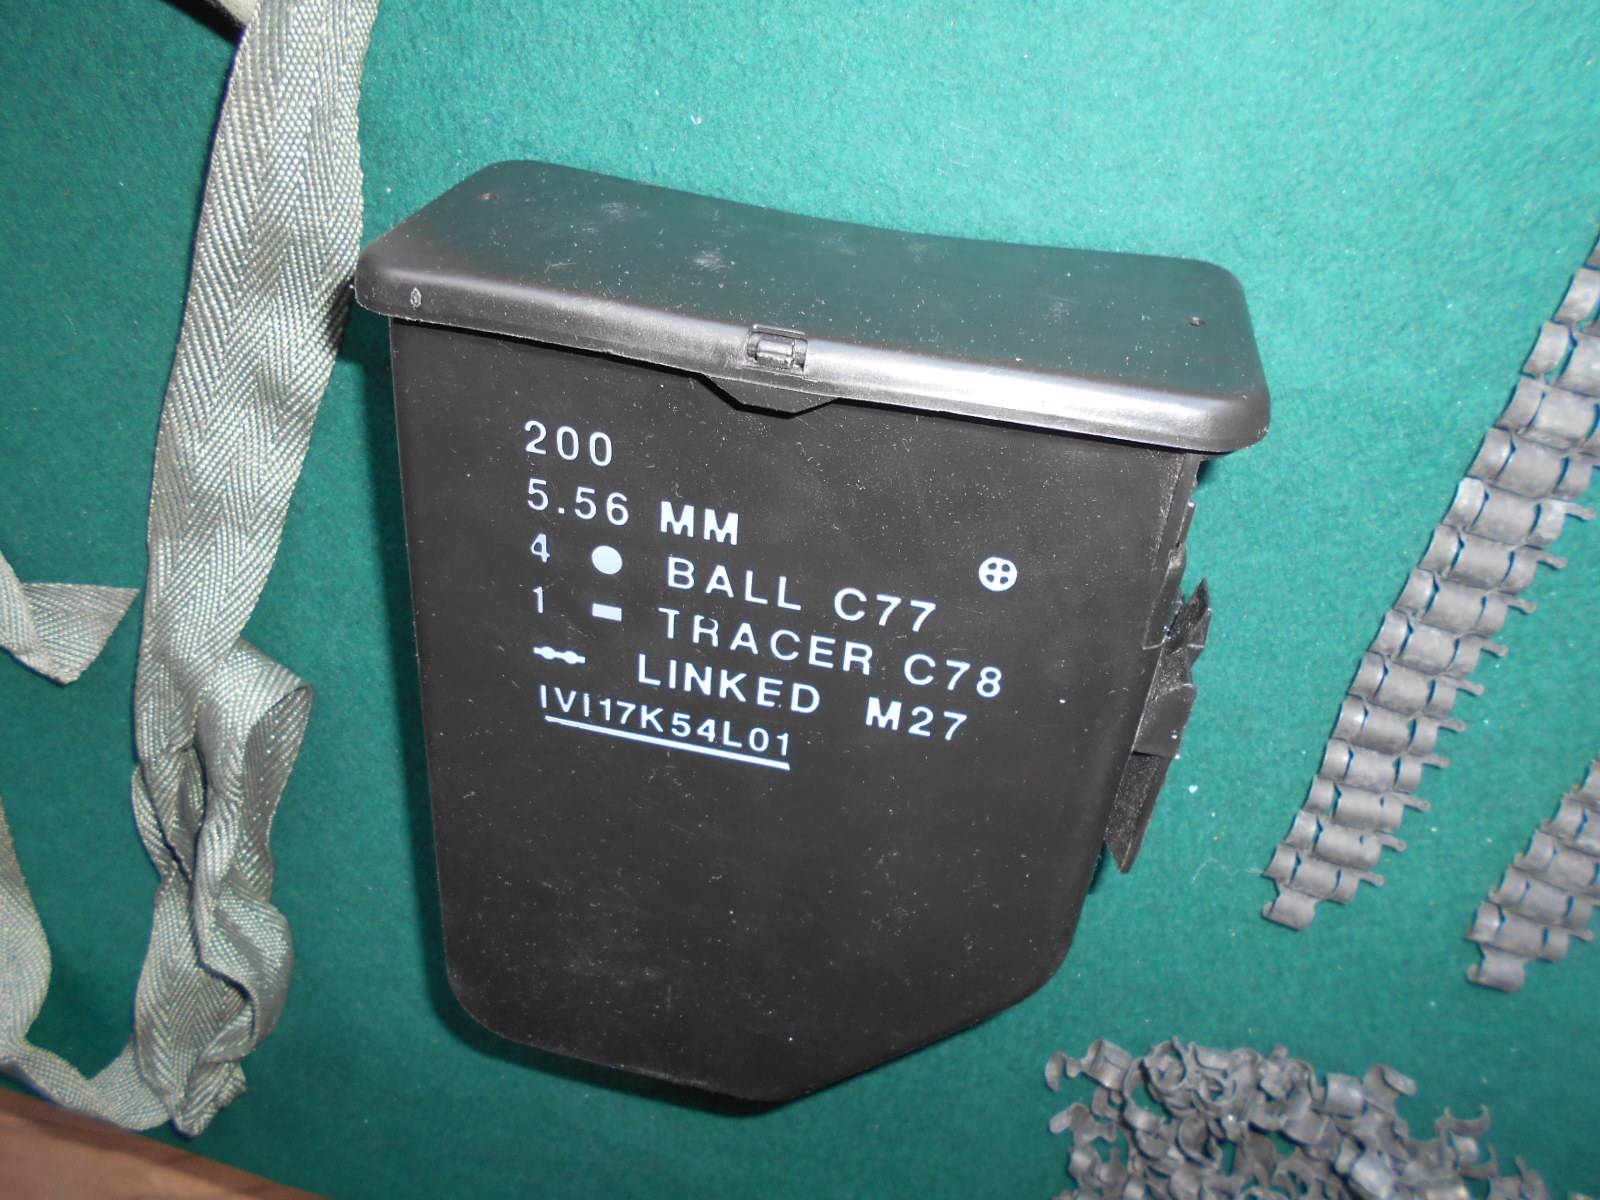 200
5.56 MM
4 BALL C77
1 TRACER C78
LINKED M27
IVI17K54L01